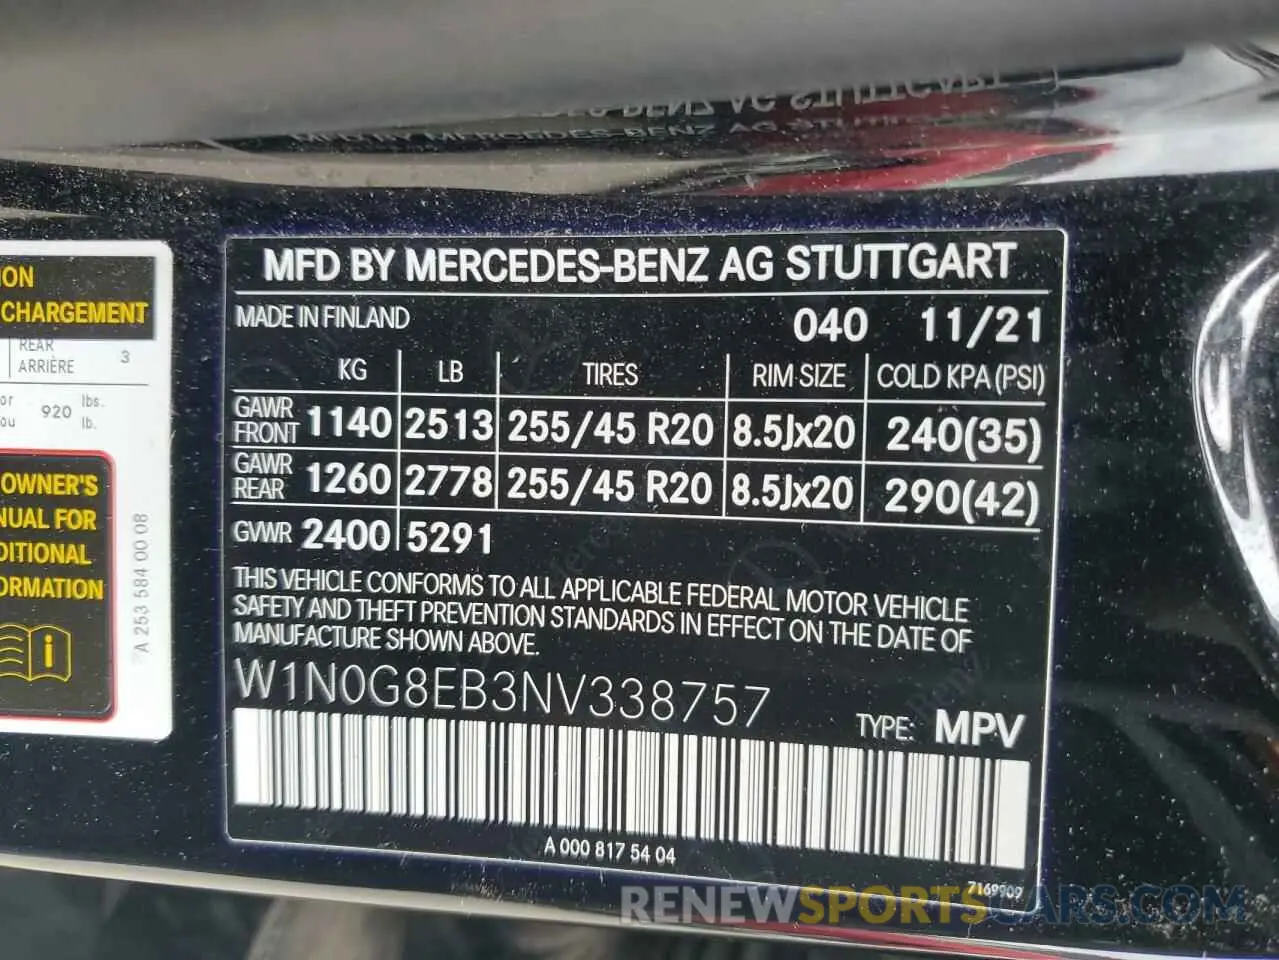 MFD BY MERCEDES-BENZ AG STUTTGART
MADE IN FINLAND 040 11/21
KG LB TIRES RIM SIZE COLD KPA (PSI)
GAWR FRONT 1140 2513 255/45 R20 8.5Jx20 240(35)
GAWR REAR 1260 2778 255/45 R20 8.5Jx20 290(42)
GVWR 2400 5291
THIS VEHICLE CONFORMS TO ALL APPLICABLE FEDERAL MOTOR VEHICLE
SAFETY AND THEFT PREVENTION STANDARDS IN EFFECT ON THE DATE OF
MANUFACTURE SHOWN ABOVE.
W1N0G8EB3NV338757
TYPE: MPV
A 000 817 54 04
7169909
ION
CHARGEMENT
REAR
ARRIÈRE 3
or
ou 920 lbs.
lb.
OWNER'S
NUAL FOR
DITIONAL
FORMATION
A 253 584 00 08
RENEWSPORTSCARS.COM